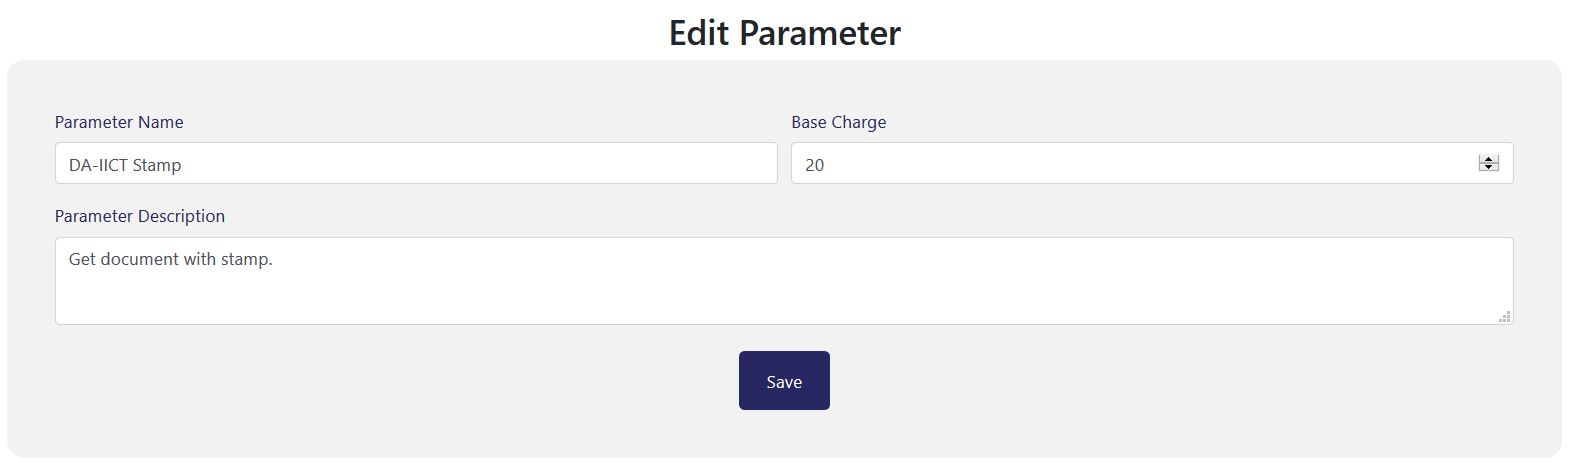 Edit Parameter
Parameter Name
Base Charge
DA-IICT Stamp
20
Parameter Description
Get document with stamp.
Save